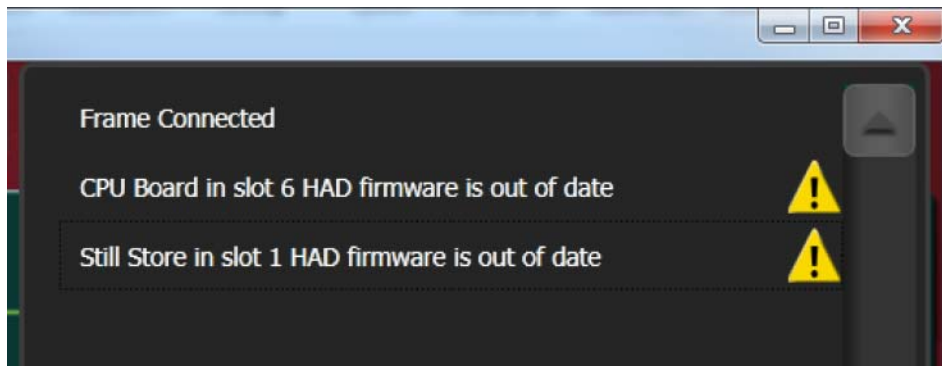 Frame Connected
CPU Board in slot 6 HAD firmware is out of date
Still Store in slot 1 HAD firmware is out of date